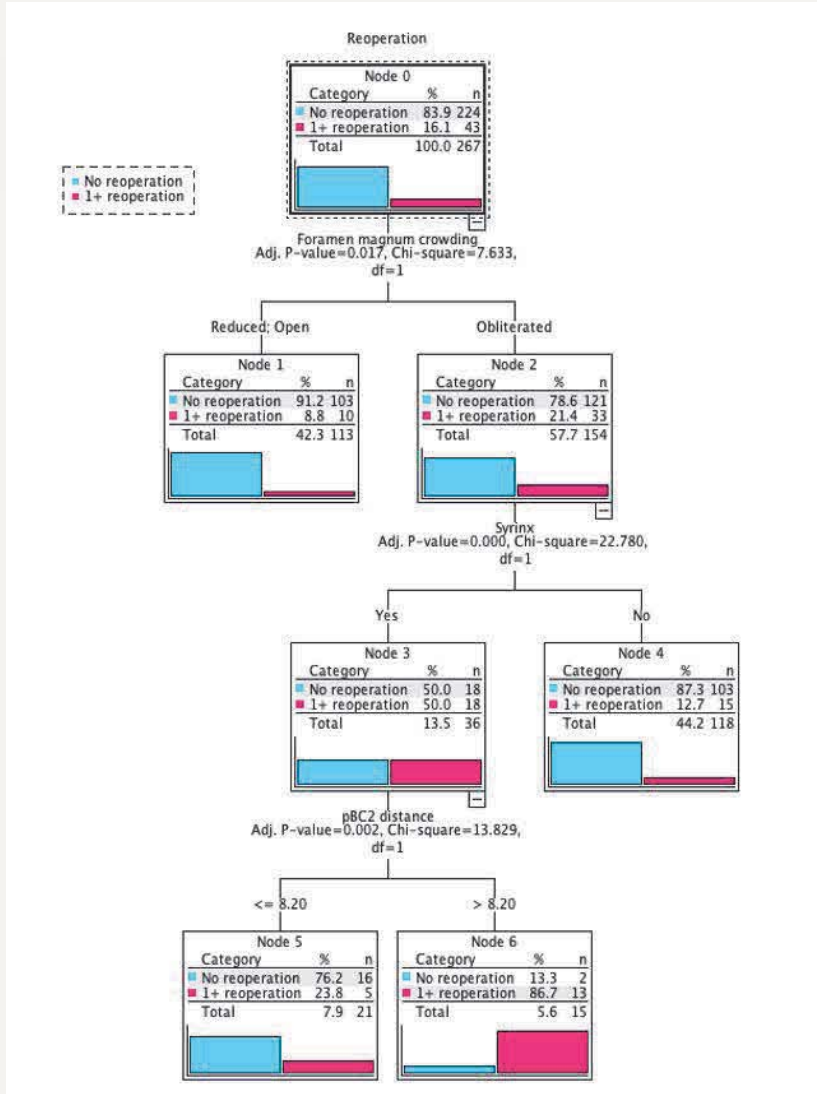 Reoperation
Node 0
Category % n
No reoperation 83.9 224
1+ reoperation 16.1 43
Total 100.0 267
No reoperation
1+ reoperation
Foramen magnum crowding
Adj. P-value=0.017, Chi-square=7.633,
df=1
Reduced; Open
Obliterated
Node 1
Category % n
No reoperation 91.2 103
1+ reoperation 8.8 10
Total 42.3 113
Node 2
Category % n
No reoperation 78.6 121
1+ reoperation 21.4 33
Total 57.7 154
Syrinx
Adj. P-value=0.000, Chi-square=22.780,
df=1
Yes
No
Node 3
Category % n
No reoperation 50.0 18
1+ reoperation 50.0 18
Total 13.5 36
Node 4
Category % n
No reoperation 87.3 103
1+ reoperation 12.7 15
Total 44.2 118
pBC2 distance
Adj. P-value=0.002, Chi-square=13.829,
df=1
<= 8.20
> 8.20
Node 5
Category % n
No reoperation 76.2 16
1+ reoperation 23.8 5
Total 7.9 21
Node 6
Category % n
No reoperation 13.3 2
1+ reoperation 86.7 13
Total 5.6 15